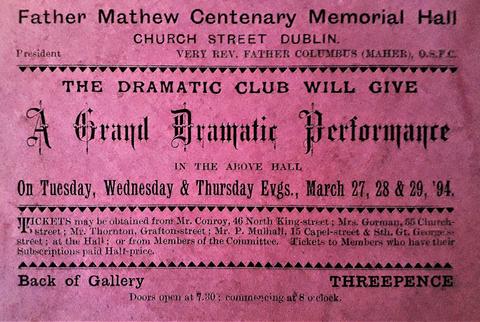 Father Mathew Centenary Memorial Hall
CHURCH STREET DUBLIN.
President VERY REV. FATHER COLUMBUS (MAHER), O.S.F.C.
THE DRAMATIC CLUB WILL GIVE
A Grand Dramatic Performance
IN THE ABOVE HALL
On Tuesday, Wednesday & Thursday Evgs., March 27, 28 & 29, '94.
TICKETS may be obtained from Mr. Conroy, 46 North King-street; Mrs. Gorman, 55 Church-
street; Mr. Thornton, Grafton-street; Mr. P. Mulhall, 15 Capel-street & Sth. Gt. George's-
street; at the Hall; or from Members of the Committee. Tickets to Members who have their
Subscriptions paid Half-price.
Back of Gallery THREEPENCE
Doors open at 7.30; commencing at 8 o'clock.